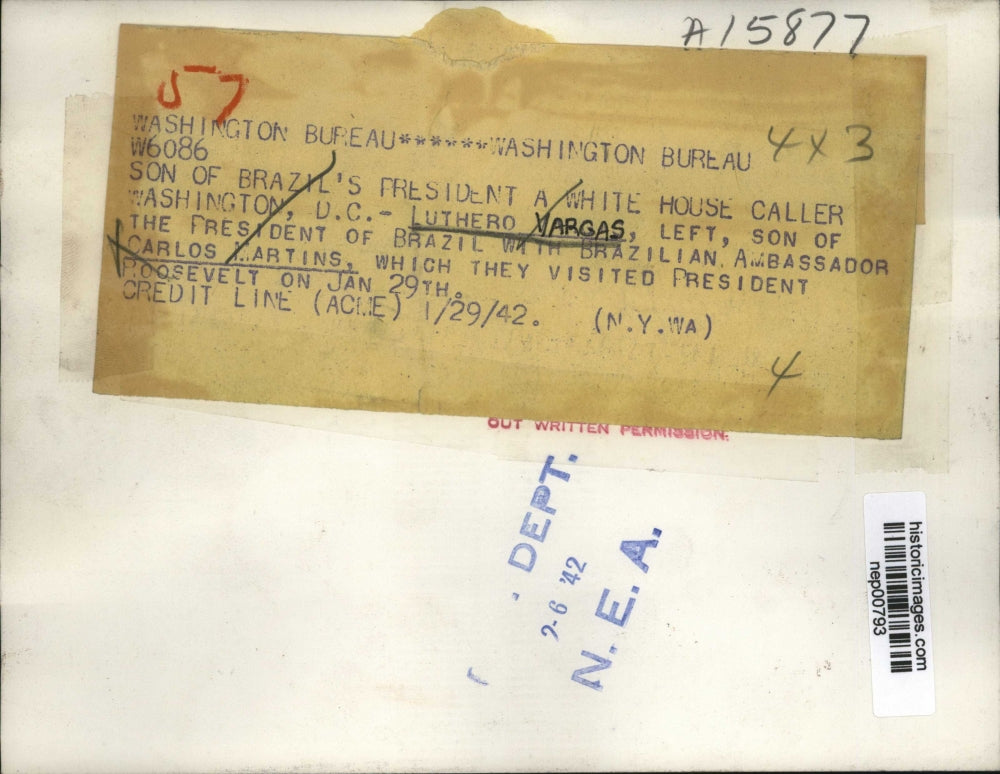 A15877
57
WASHINGTON BUREAU******WASHINGTON BUREAU
4X3
W6086
SON OF BRAZIL'S PRESIDENT A WHITE HOUSE CALLER
WASHINGTON, D.C.- LUTHERO VARGAS, LEFT, SON OF
THE PRESIDENT OF BRAZIL WITH BRAZILIAN AMBASSADOR
CARLOS MARTINS, WHICH THEY VISITED PRESIDENT
ROOSEVELT ON JAN 29TH.
CREDIT LINE (ACME) 1/29/42. (N.Y.WA)
4
OUT WRITTEN PERMISSION.
DEPT.
2-6 '42
N. E. A.
historicimages.com
nep00793